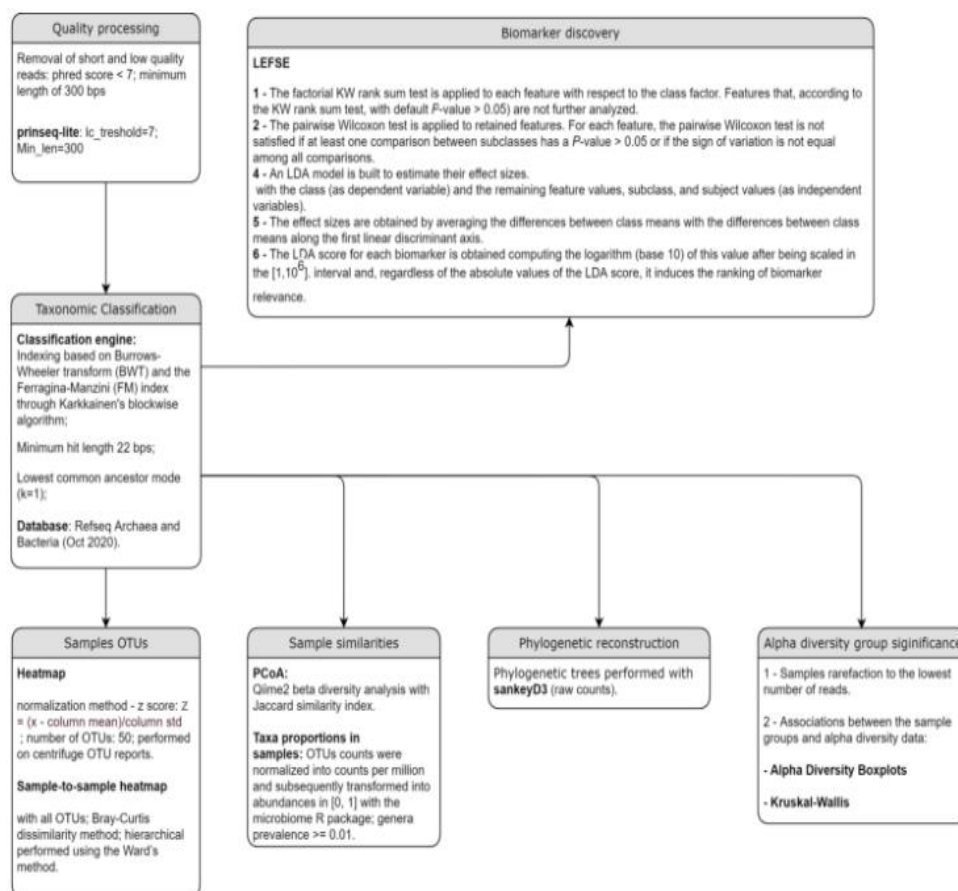 Quality processing
Removal of short and low quality
reads: phred score < 7; minimum
length of 300 bps
prinseq-lite: lc_treshold=7;
Min_len=300
Biomarker discovery
LEFSE
1 - The factorial KW rank sum test is applied to each feature with respect to the class factor. Features that, according to
the KW rank sum test, with default P-value > 0.05) are not further analyzed.
2 - The pairwise Wilcoxon test is applied to retained features. For each feature, the pairwise Wilcoxon test is not
satisfied if at least one comparison between subclasses has a P-value > 0.05 or if the sign of variation is not equal
among all comparisons.
4 - An LDA model is built to estimate their effect sizes.
with the class (as dependent variable) and the remaining feature values, subclass, and subject values (as independent
variables).
5 - The effect sizes are obtained by averaging the differences between class means with the differences between class
means along the first linear discriminant axis.
6 - The LDA score for each biomarker is obtained computing the logarithm (base 10) of this value after being scaled in
the [1,10^6]. interval and, regardless of the absolute values of the LDA score, it induces the ranking of biomarker
relevance.
Taxonomic Classification
Classification engine:
Indexing based on Burrows-
Wheeler transform (BWT) and the
Ferragina-Manzini (FM) index
through Karkkainen's blockwise
algorithm;
Minimum hit length 22 bps;
Lowest common ancestor mode
(k=1);
Database: Refseq Archaea and
Bacteria (Oct 2020).
Samples OTUs
Heatmap
normalization method - z score: Z
= (x - column mean)/column std
; number of OTUs: 50; performed
on centrifuge OTU reports.
Sample-to-sample heatmap
with all OTUs; Bray-Curtis
dissimilarity method; hierarchical
performed using the Ward's
method.
Sample similarities
PCoA:
Qiime2 beta diversity analysis with
Jaccard similarity index.
Taxa proportions in
samples: OTUs counts were
normalized into counts per million
and subsequently transformed into
abundances in [0, 1] with the
microbiome R package; genera
prevalence >= 0.01.
Phylogenetic reconstruction
Phylogenetic trees performed with
sankeyD3 (raw counts).
Alpha diversity group siginificance
1 - Samples rarefaction to the lowest
number of reads.
2 - Associations between the sample
groups and alpha diversity data:
- Alpha Diversity Boxplots
- Kruskal-Wallis